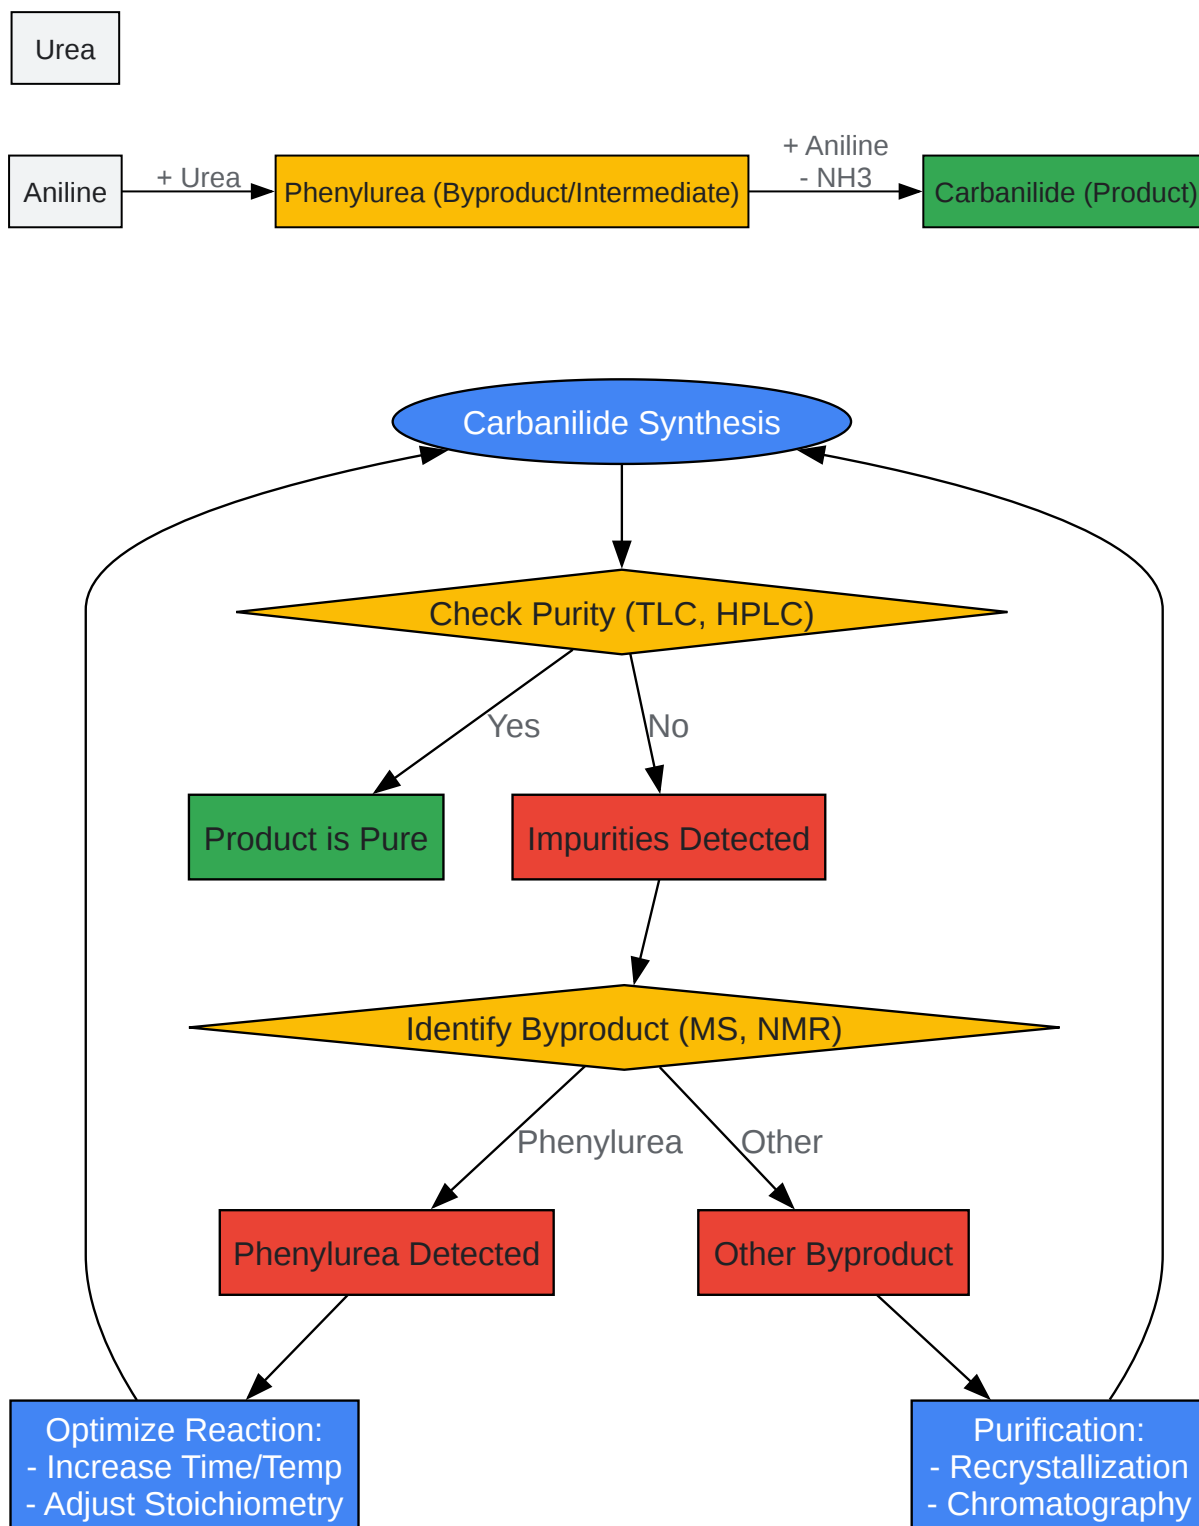 Urea
Aniline
+ Urea
Phenylurea (Byproduct/Intermediate)
+ Aniline
- NH3
Carbanilide (Product)
Carbanilide Synthesis
Check Purity (TLC, HPLC)
Yes
No
Product is Pure
Impurities Detected
Identify Byproduct (MS, NMR)
Phenylurea
Other
Phenylurea Detected
Other Byproduct
Optimize Reaction:
- Increase Time/Temp
- Adjust Stoichiometry
Purification:
- Recrystallization
- Chromatography